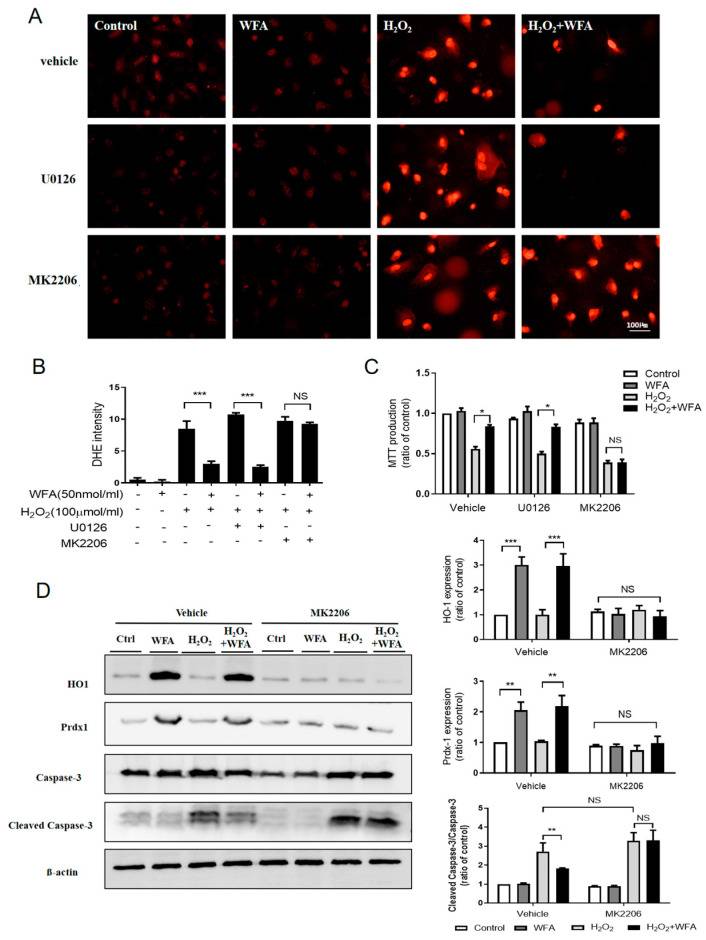 A
Control WFA H₂O₂ H₂O₂+WFA
vehicle
U0126
MK2206
100μm
B
DHE intensity
15
10
5
0
*** *** NS
WFA(50nmol/ml) - + - + - + - +
H₂O₂(100μmol/ml) - - + + + + + +
U0126 - - - - + + - -
MK2206 - - - - - - + +
C
Control
WFA
H₂O₂
H₂O₂+WFA
MTT production
(ratio of control)
1.5
1.0
0.5
0.0
* * NS
Vehicle U0126 MK2206
HO-1 expression
(ratio of control)
4
3
2
1
0
*** *** NS
Vehicle MK2206
Prdx-1 expression
(ratio of control)
3
2
1
0
** ** NS
Vehicle MK2206
Cleaved Caspase-3/Caspase-3
(ratio of control)
5
4
3
2
1
0
NS
** NS
Vehicle MK2206
Control WFA H₂O₂ H₂O₂+WFA
D
Vehicle MK2206
Ctrl WFA H₂O₂ H₂O₂+WFA Ctrl WFA H₂O₂ H₂O₂+WFA
HO1
Prdx1
Caspase-3
Cleaved Caspase-3
ß-actin